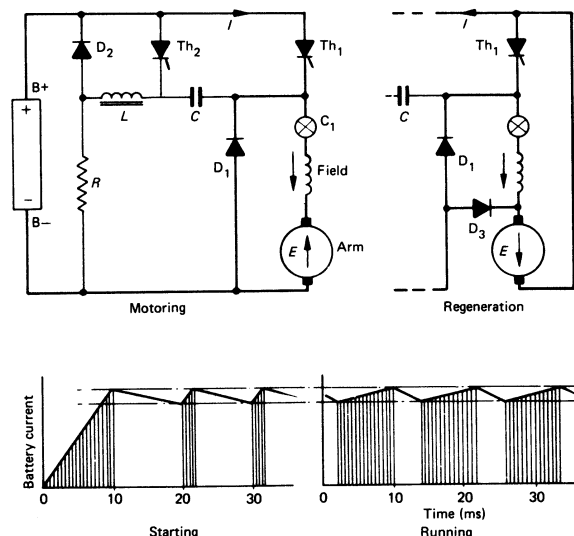 I
I
D2
Th2
Th1
Th1
B+
+
L
C
C1
C
D1
Field
D1
R
D3
−
B−
E
Arm
E
Motoring
Regeneration
Battery current
0
10
20
30
0
10
20
30
Time (ms)
Starting
Running